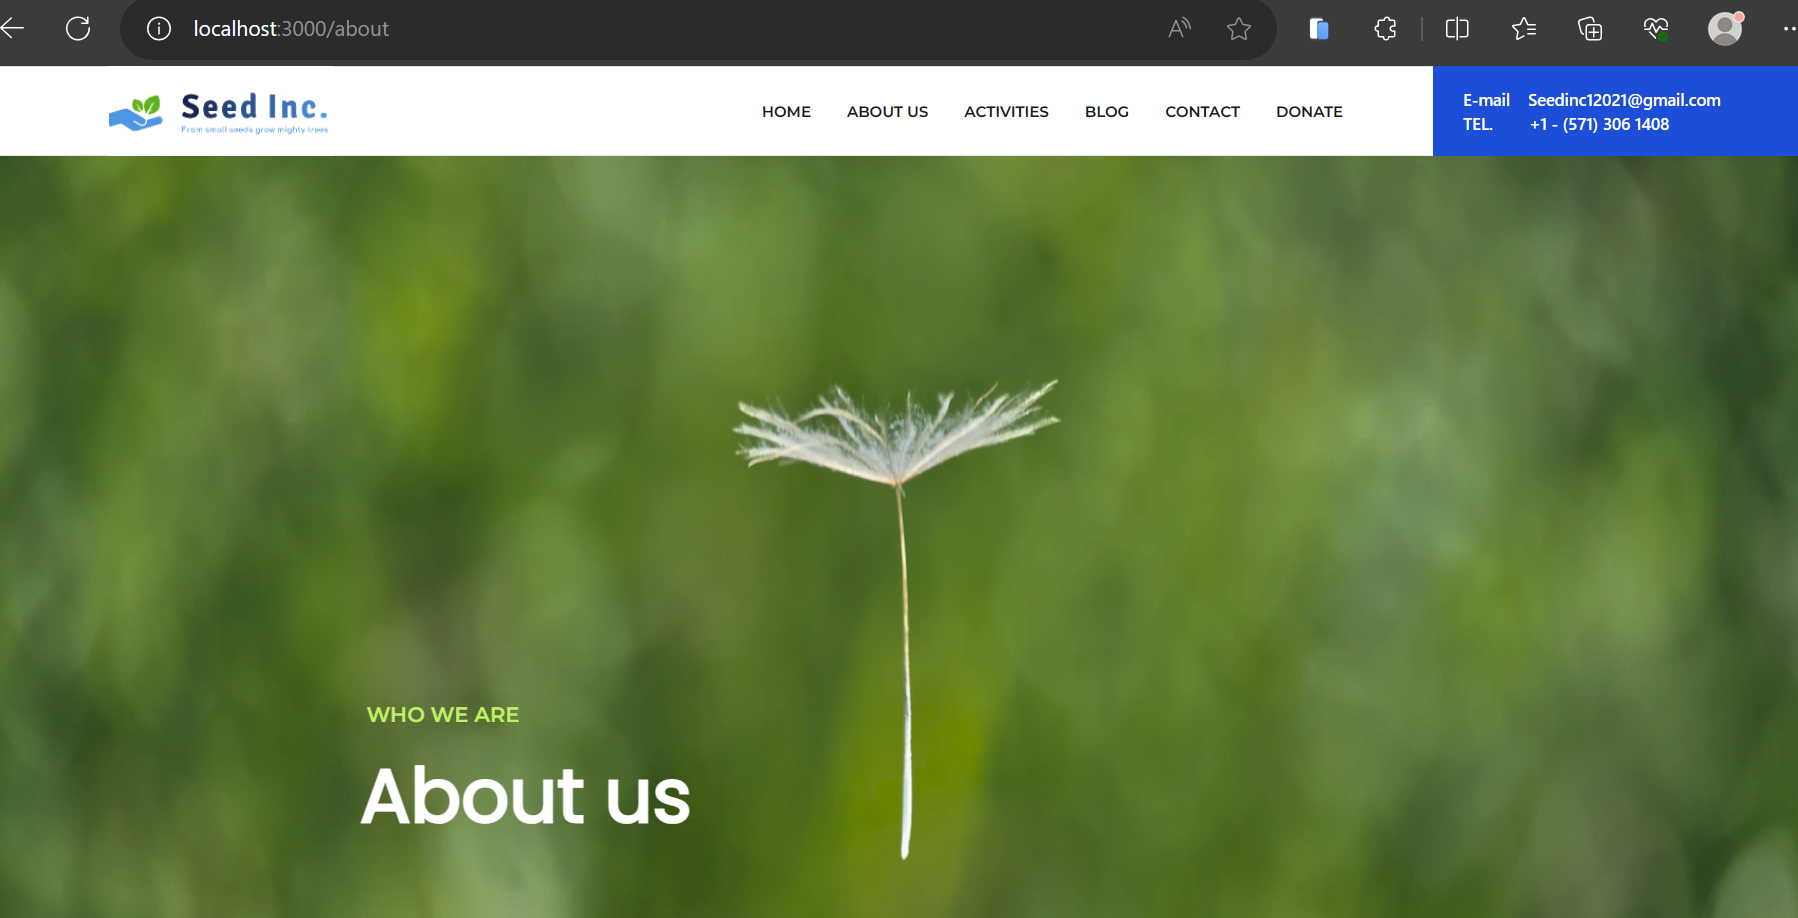 localhost:3000/about
Seed Inc.
From small seeds grow mighty trees
HOME ABOUT US ACTIVITIES BLOG CONTACT DONATE
E-mail Seedinc12021@gmail.com
TEL. +1 - (571) 306 1408
WHO WE ARE
About us